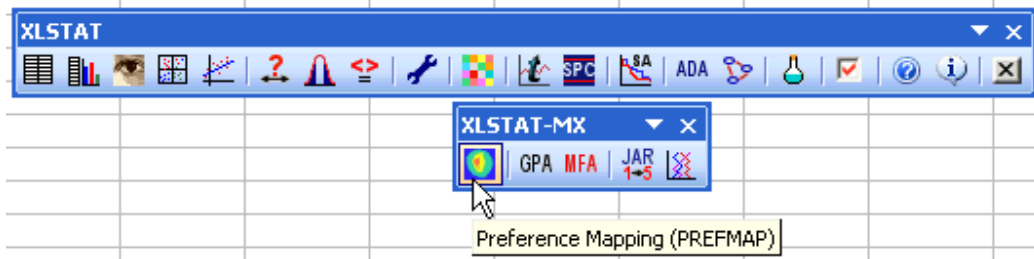 XLSTAT
? <= SPC SA ADA ? i X
XLSTAT-MX
GPA MFA JAR 1→5
Preference Mapping (PREFMAP)